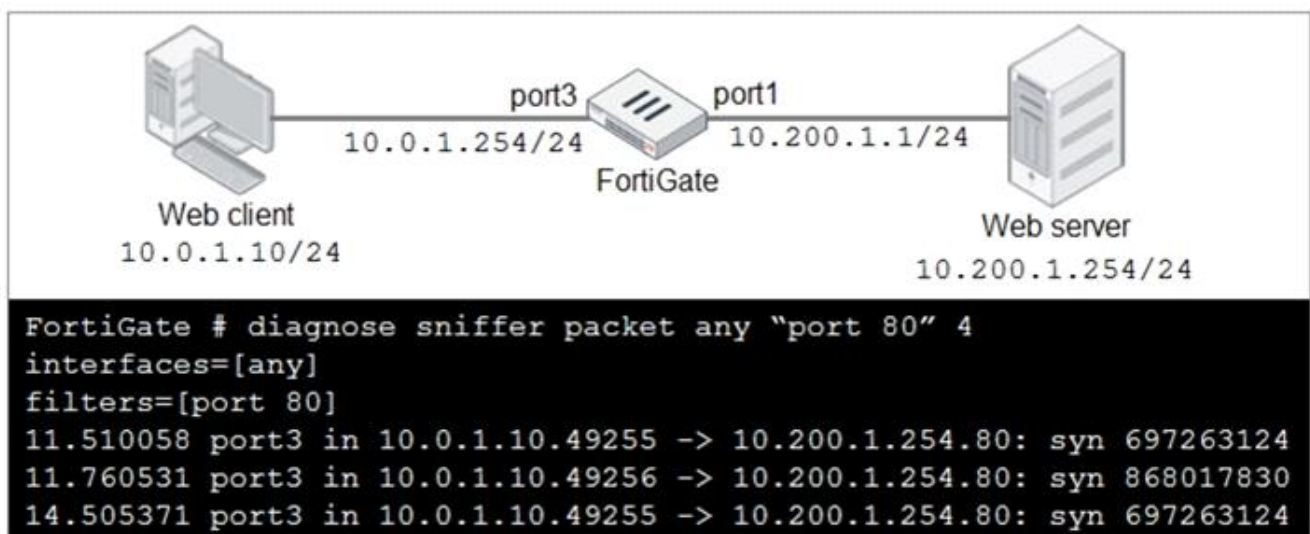 port3
port1
10.0.1.254/24
10.200.1.1/24
FortiGate
Web client
10.0.1.10/24
Web server
10.200.1.254/24
FortiGate # diagnose sniffer packet any “port 80” 4
interfaces=[any]
filters=[port 80]
11.510058 port3 in 10.0.1.10.49255 -> 10.200.1.254.80: syn 697263124
11.760531 port3 in 10.0.1.10.49256 -> 10.200.1.254.80: syn 868017830
14.505371 port3 in 10.0.1.10.49255 -> 10.200.1.254.80: syn 697263124